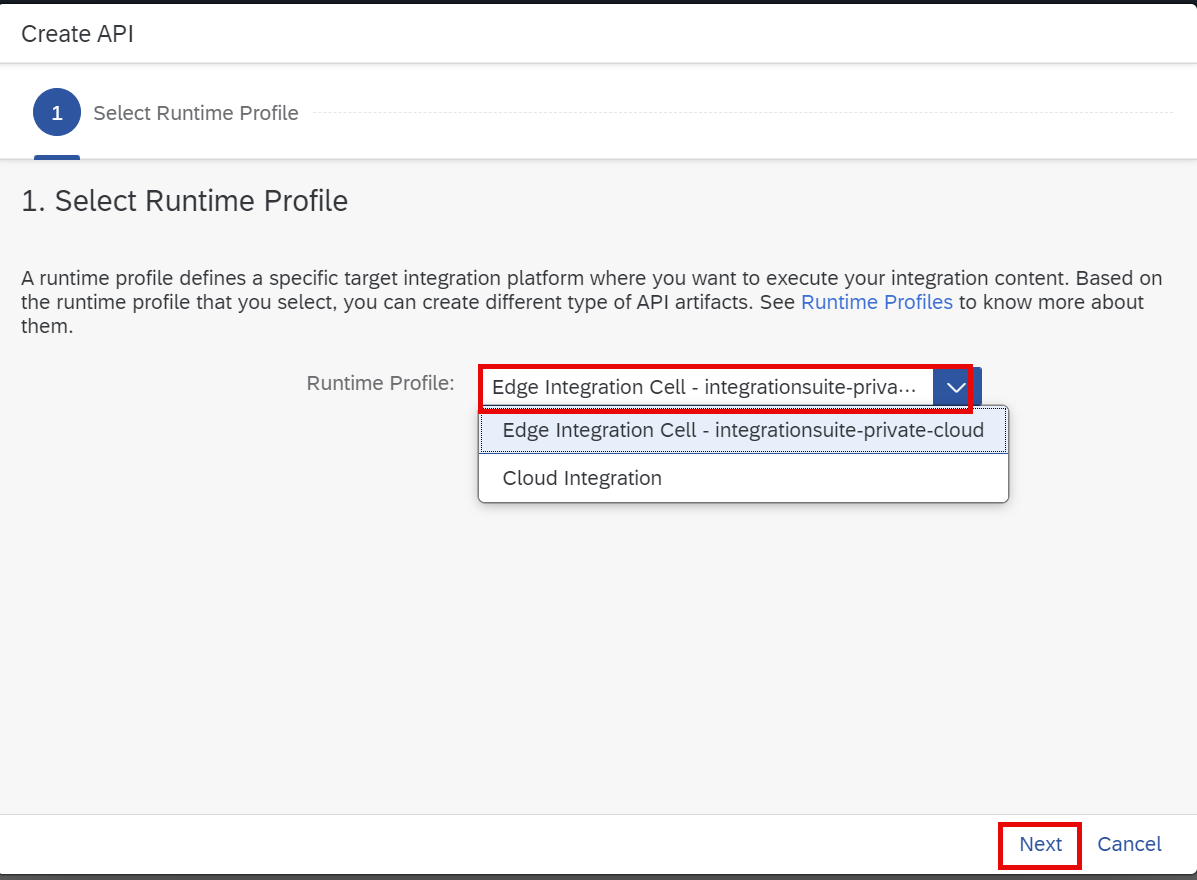 Create API
1 Select Runtime Profile
1. Select Runtime Profile
A runtime profile defines a specific target integration platform where you want to execute your integration content. Based on
the runtime profile that you select, you can create different type of API artifacts. See Runtime Profiles to know more about
them.
Runtime Profile: Edge Integration Cell - integrationsuite-priva...
Edge Integration Cell - integrationsuite-private-cloud
Cloud Integration
Next Cancel